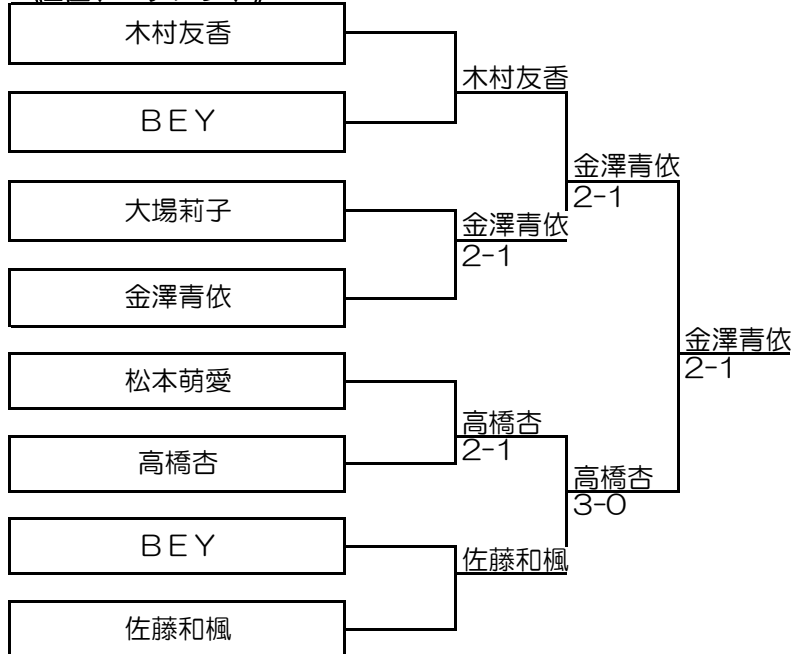 木村友香
BEY
大場莉子
金澤青依
松本萌愛
高橋杏
BEY
佐藤和楓
木村友香
金澤青依
2-1
高橋杏
2-1
佐藤和楓
金澤青依
2-1
高橋杏
3-0
金澤青依
2-1